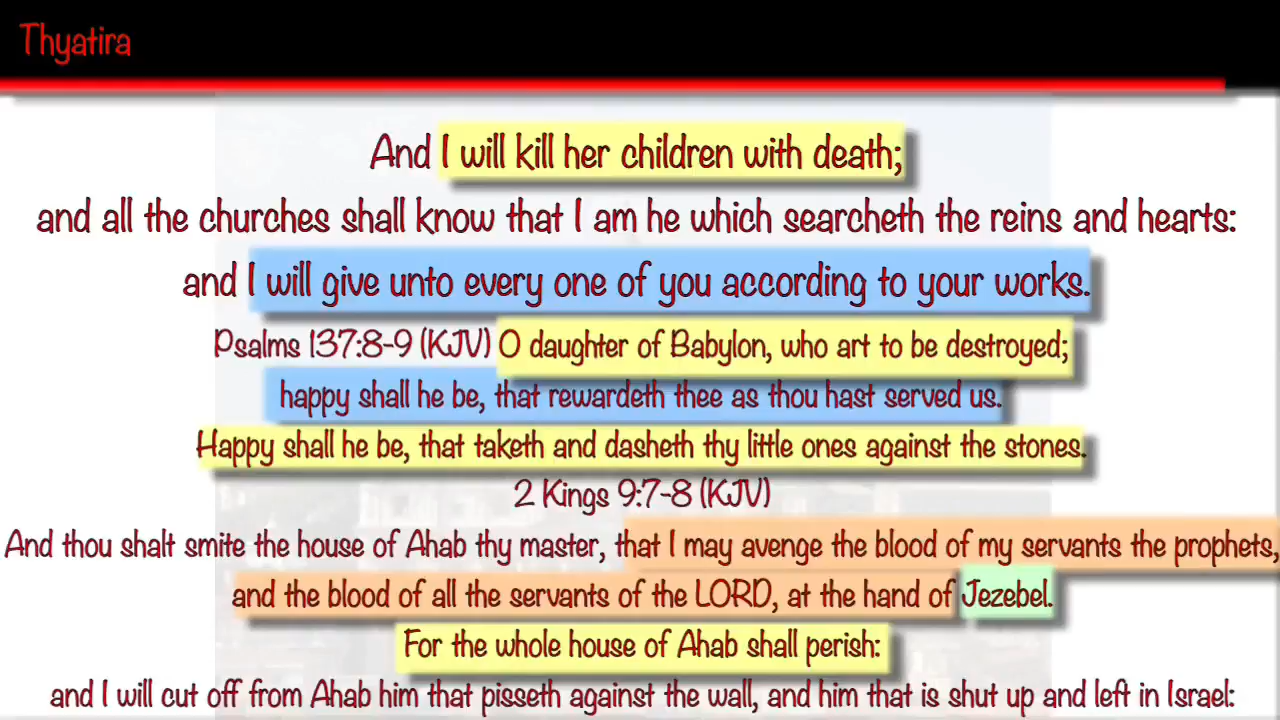 Thyatira
And I will kill her children with death;
and all the churches shall know that I am he which searcheth the reins and hearts:
and I will give unto every one of you according to your works.
Psalms 137:8-9 (KJV) O daughter of Babylon, who art to be destroyed;
happy shall he be, that rewardeth thee as thou hast served us.
Happy shall he be, that taketh and dasheth thy little ones against the stones.
2 Kings 9:7-8 (KJV)
And thou shalt smite the house of Ahab thy master, that I may avenge the blood of my servants the prophets,
and the blood of all the servants of the LORD, at the hand of Jezebel.
For the whole house of Ahab shall perish:
and I will cut off from Ahab him that pisseth against the wall, and him that is shut up and left in Israel: